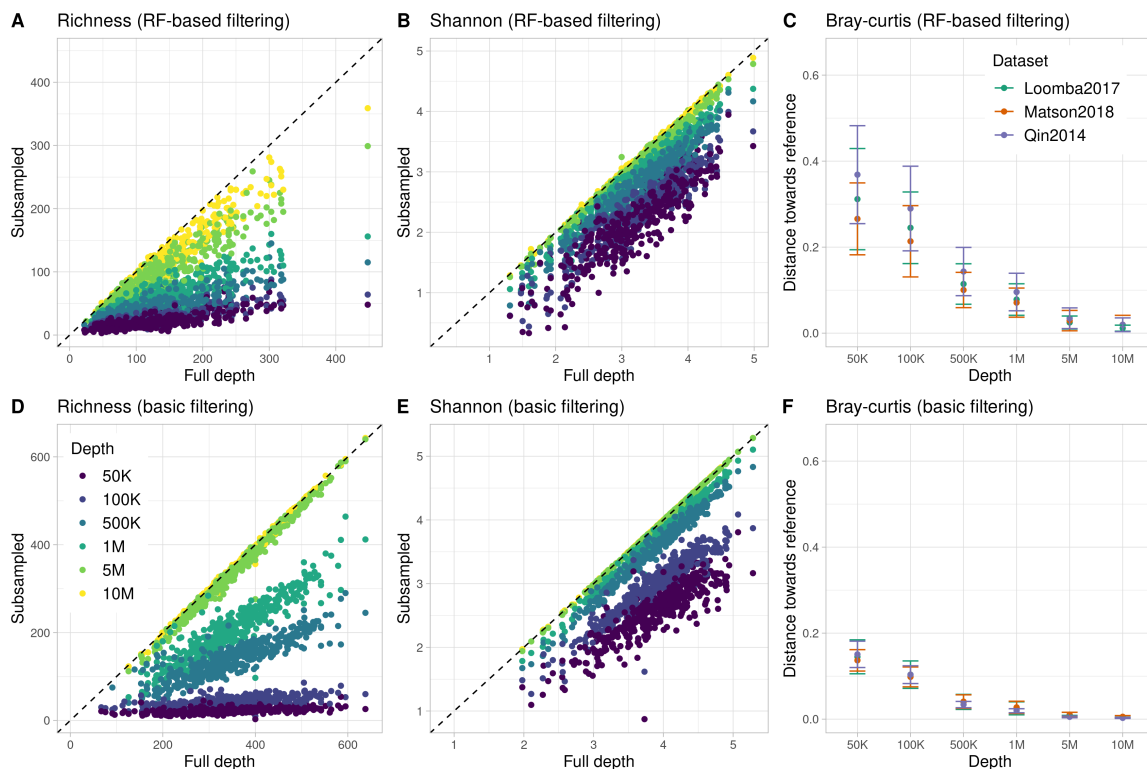 A Richness (RF-based filtering)
400
300
200
100
0
Subsampled
0 100 200 300 400
Full depth
B Shannon (RF-based filtering)
5
4
3
2
1
Subsampled
1 2 3 4 5
Full depth
C Bray-curtis (RF-based filtering)
0.6
0.4
0.2
0.0
Distance towards reference
Dataset
Loomba2017
Matson2018
Qin2014
50K 100K 500K 1M 5M 10M
Depth
D Richness (basic filtering)
600
400
200
0
Subsampled
Depth
50K
100K
500K
1M
5M
10M
0 200 400 600
Full depth
E Shannon (basic filtering)
5
4
3
2
1
Subsampled
1 2 3 4 5
Full depth
F Bray-curtis (basic filtering)
0.6
0.4
0.2
0.0
Distance towards reference
50K 100K 500K 1M 5M 10M
Depth